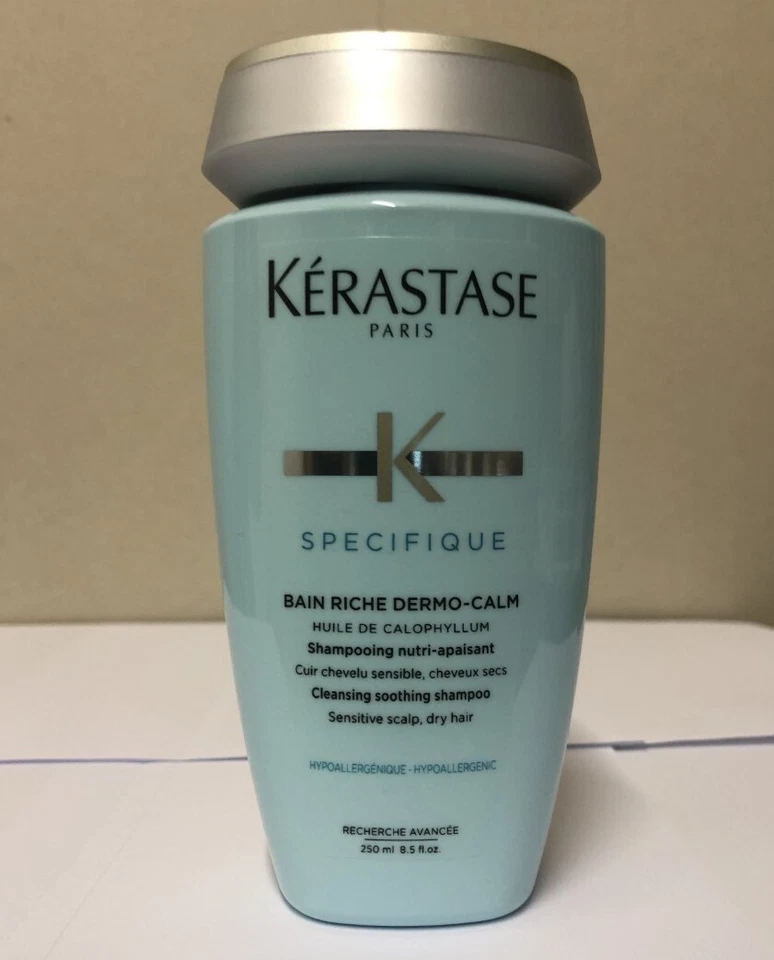 KÉRASTASE
PARIS
K
SPECIFIQUE
BAIN RICHE DERMO-CALM
HUILE DE CALOPHYLLUM
Shampooing nutri-apaisant
Cuir chevelu sensible, cheveux secs
Cleansing soothing shampoo
Sensitive scalp, dry hair
HYPOALLERGÉNIQUE - HYPOALLERGENIC
RECHERCHE AVANCÉE
250 ml 8.5 fl.oz.